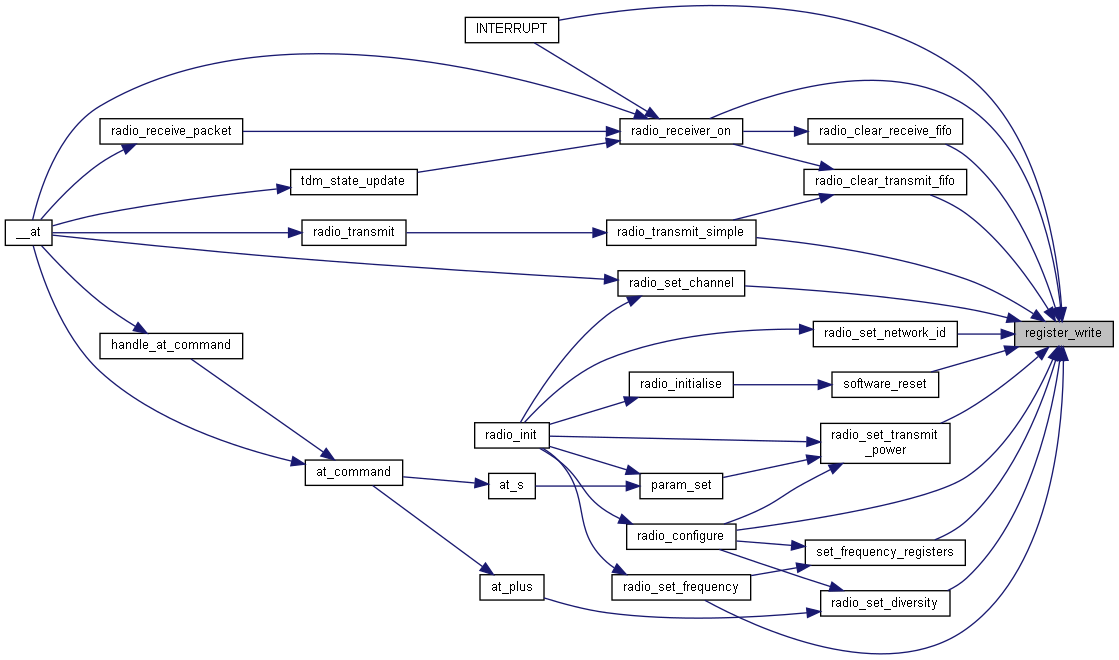 INTERRUPT
radio_receive_packet
radio_receiver_on
radio_clear_receive_fifo
tdm_state_update
radio_clear_transmit_fifo
__at
radio_transmit
radio_transmit_simple
radio_set_channel
radio_set_network_id
register_write
handle_at_command
radio_initialise
software_reset
radio_init
radio_set_transmit
_power
at_command
at_s
param_set
radio_configure
set_frequency_registers
at_plus
radio_set_frequency
radio_set_diversity